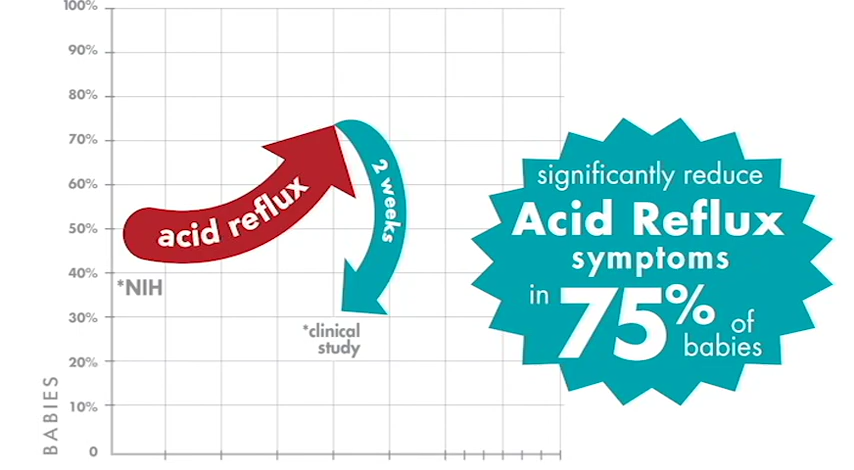 100%
90%
80%
70%
60%
50%
40%
30%
20%
10%
0
BABIES
acid reflux
*NIH
2 weeks
*clinical
study
significantly reduce
Acid Reflux
symptoms
in 75% of
babies